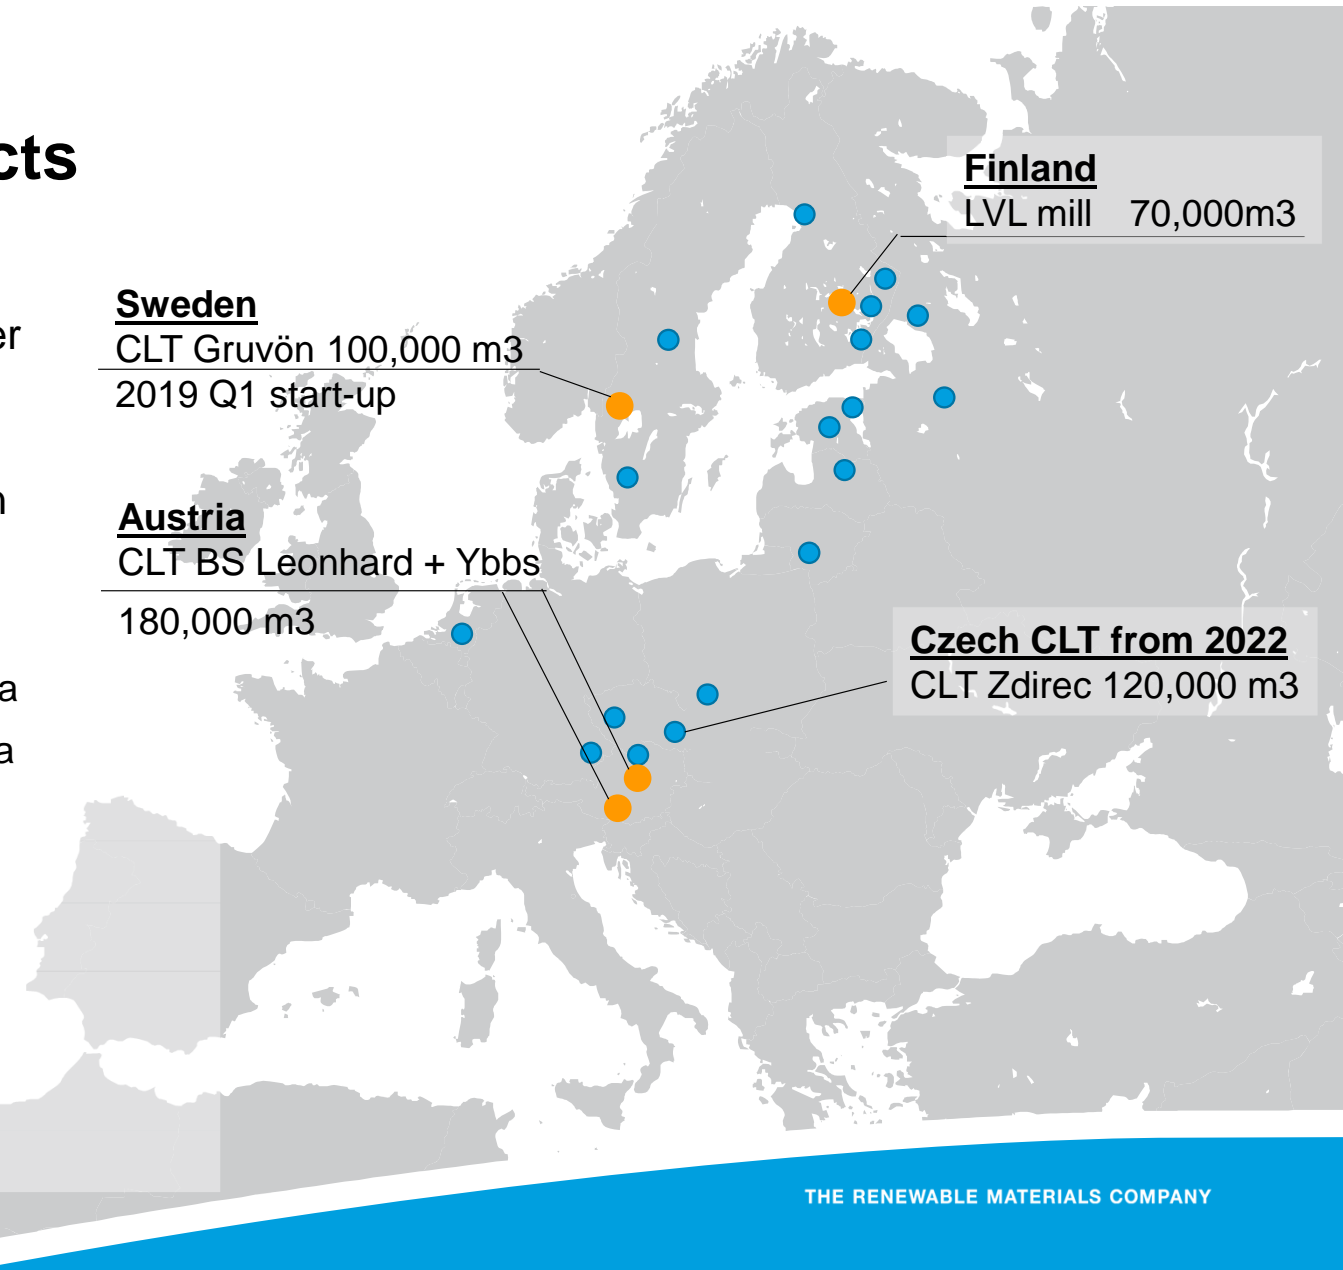 cts
er
n
a
a
Finland
LVL mill 70,000m3
Sweden
CLT Gruvön 100,000 m3
2019 Q1 start-up
Austria
CLT BS Leonhard + Ybbs
180,000 m3
Czech CLT from 2022
CLT Zdirec 120,000 m3
THE RENEWABLE MATERIALS COMPANY